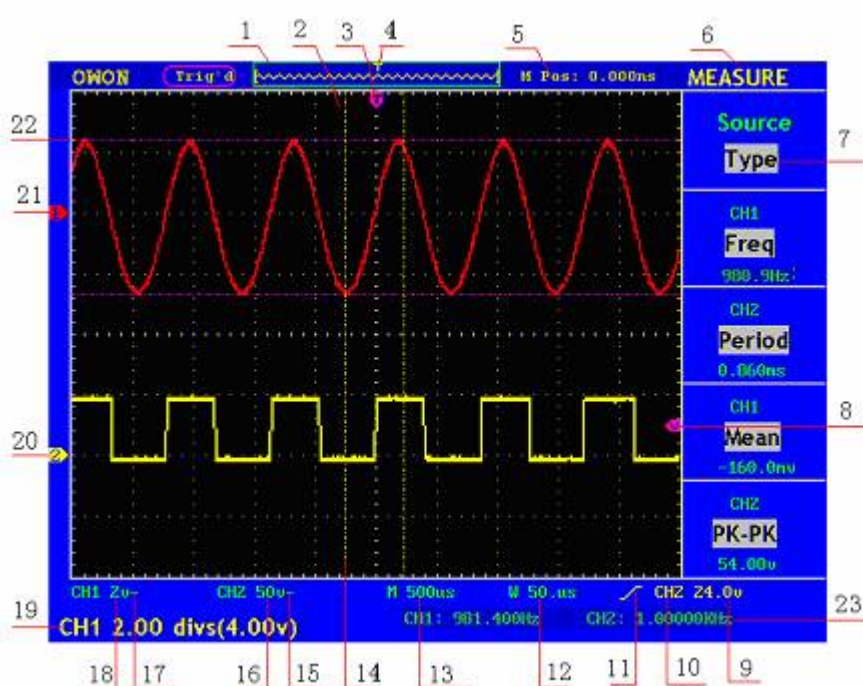 1 2 3 4 5 6
OWON Trig'd T M Pos: 0.000ns MEASURE
Source
22
Type 7
21 1
CH1
Freq
980.9Hz
CH2
Period
0.860ms
CH1
8
Mean
20 2
-160.0mv
CH2
PK-PK
54.00v
CH1 2v~ CH2 50v~ M 500us W 50.us CH2 24.0v
CH1: 981.400Hz CH2: 1.00000KHz 23
19 CH1 2.00 divs(4.00v)
18 17 16 15 14 13 12 11 10 9